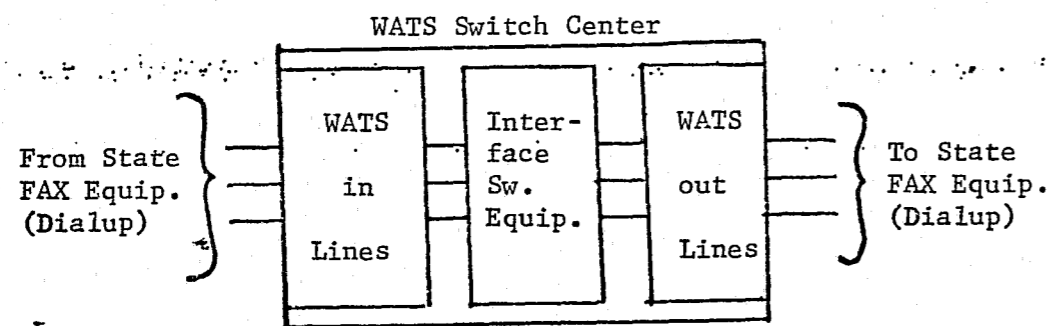 WATS Switch Center
From State
FAX Equip.
(Dialup)
WATS
in
Lines
Inter-
face
Sw.
Equip.
WATS
out
Lines
To State
FAX Equip.
(Dialup)